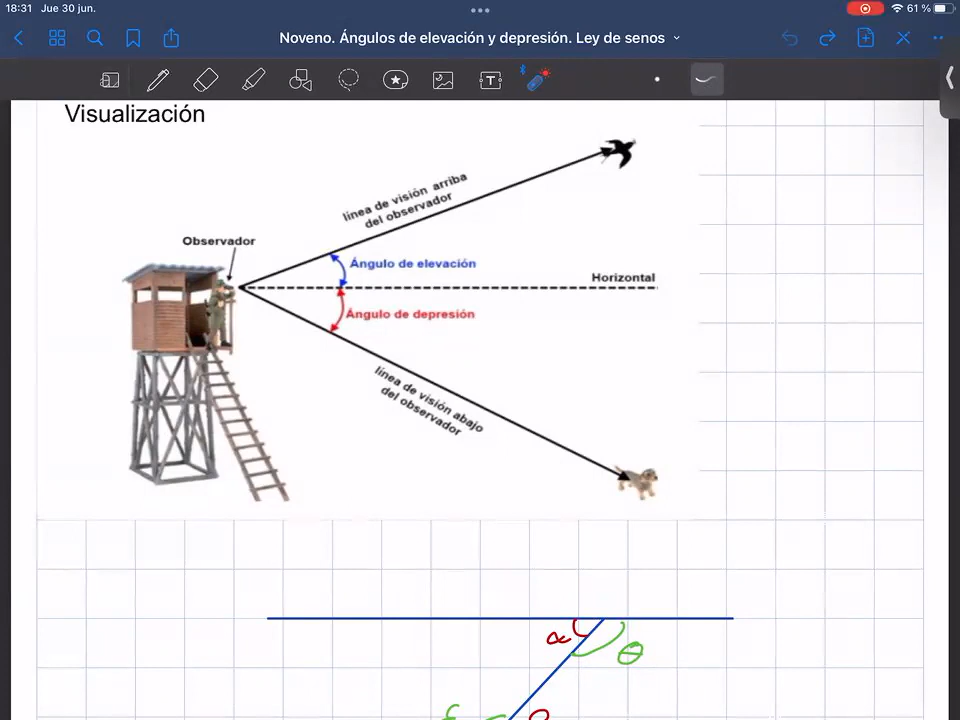 18:31 Jue 30 jun.
61 %
Noveno. Ángulos de elevación y depresión. Ley de senos
T
Visualización
línea de visión arriba
del observador
Observador
Ángulo de elevación
Horizontal
Ángulo de depresión
línea de visión abajo
del observador
α
θ